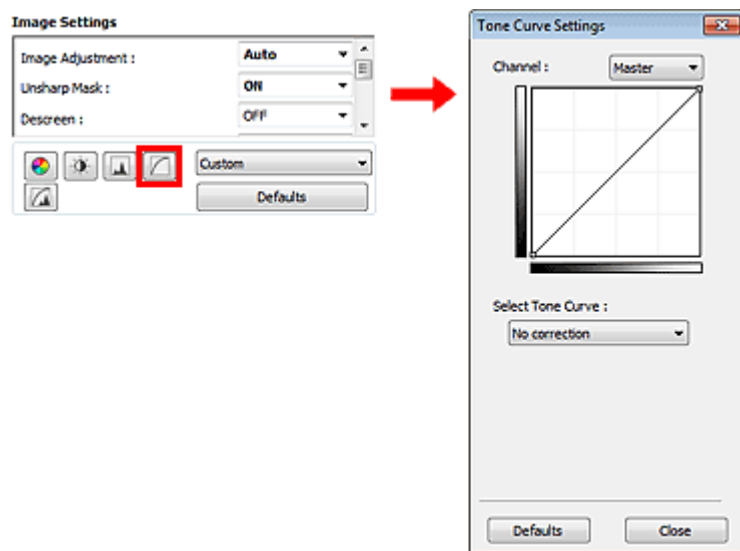 Image Settings
Image Adjustment : Auto
Unsharp Mask : ON
Descreen : OFF
Custom
Defaults
Tone Curve Settings
Channel : Master
Select Tone Curve :
No correction
Defaults Close